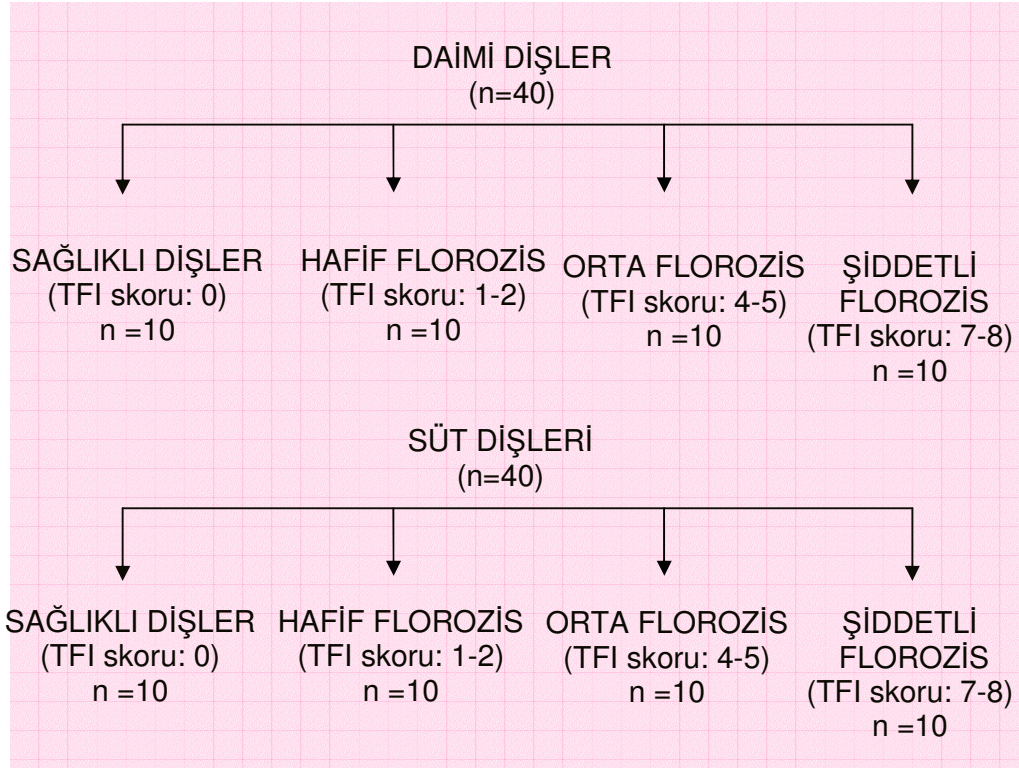 DAİMİ DİŞLER
(n=40)
SAĞLIKLI DİŞLER
(TFI skoru: 0)
n =10
HAFİF FLOROZİS
(TFI skoru: 1-2)
n =10
ORTA FLOROZİS
(TFI skoru: 4-5)
n =10
ŞİDDETLİ
FLOROZİS
(TFI skoru: 7-8)
n =10
SÜT DİŞLERİ
(n=40)
SAĞLIKLI DİŞLER
(TFI skoru: 0)
n =10
HAFİF FLOROZİS
(TFI skoru: 1-2)
n =10
ORTA FLOROZİS
(TFI skoru: 4-5)
n =10
ŞİDDETLİ
FLOROZİS
(TFI skoru: 7-8)
n =10